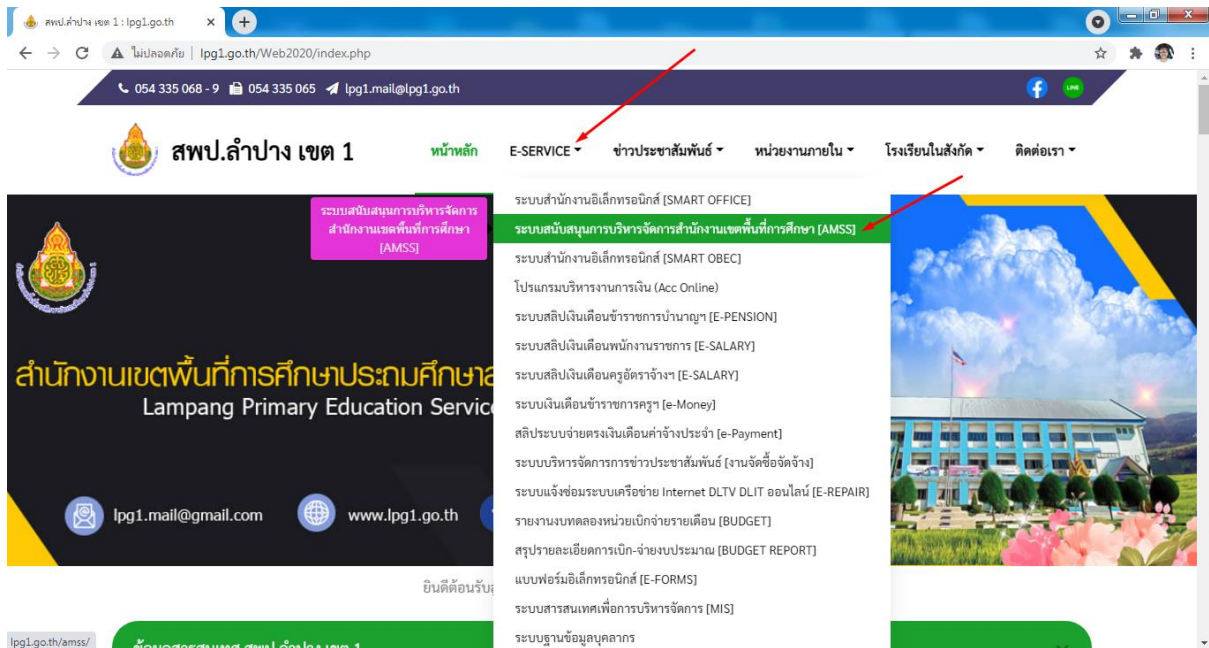 สพป.ลำปาง เขต 1 : lpg1.go.th
ไม่ปลอดภัย | lpg1.go.th/Web2020/index.php
054 335 068 - 9 054 335 065 lpg1.mail@lpg1.go.th
LINE
สพป.ลำปาง เขต 1
หน้าหลัก E-SERVICE ข่าวประชาสัมพันธ์ หน่วยงานภายใน โรงเรียนในสังกัด ติดต่อเรา
ระบบสนับสนุนการบริหารจัดการ
สำนักงานเขตพื้นที่การศึกษา
[AMSS]
ระบบสำนักงานอิเล็กทรอนิกส์ [SMART OFFICE]
ระบบสนับสนุนการบริหารจัดการสำนักงานเขตพื้นที่การศึกษา [AMSS]
ระบบสำนักงานอิเล็กทรอนิกส์ [SMART OBEC]
โปรแกรมบริหารงานการเงิน (Acc Online)
ระบบสลิปเงินเดือนข้าราชการบำนาญฯ [E-PENSION]
ระบบสลิปเงินเดือนพนักงานราชการ [E-SALARY]
ระบบสลิปเงินเดือนครูอัตราจ้างฯ [E-SALARY]
ระบบเงินเดือนข้าราชการครูฯ [e-Money]
สลิประบบจ่ายตรงเงินเดือนค่าจ้างประจำ [e-Payment]
ระบบบริหารจัดการการข่าวประชาสัมพันธ์ [งานจัดซื้อจัดจ้าง]
ระบบแจ้งซ่อมระบบเครือข่าย Internet DLTV DLIT ออนไลน์ [E-REPAIR]
รายงานงบทดลองหน่วยเบิกจ่ายรายเดือน [BUDGET]
สรุปรายละเอียดการเบิก-จ่ายงบประมาณ [BUDGET REPORT]
แบบฟอร์มอิเล็กทรอนิกส์ [E-FORMS]
ระบบสารสนเทศเพื่อการบริหารจัดการ [MIS]
ระบบฐานข้อมูลบุคลากร
สำนักงานเขตพื้นที่การศึกษาประถมศึกษา
Lampang Primary Education Servic
lpg1.mail@gmail.com www.lpg1.go.th
ยินดีต้อนรับ
ข้อมูลสารสนเทศ สพป.ลำปาง เขต 1
lpg1.go.th/amss/